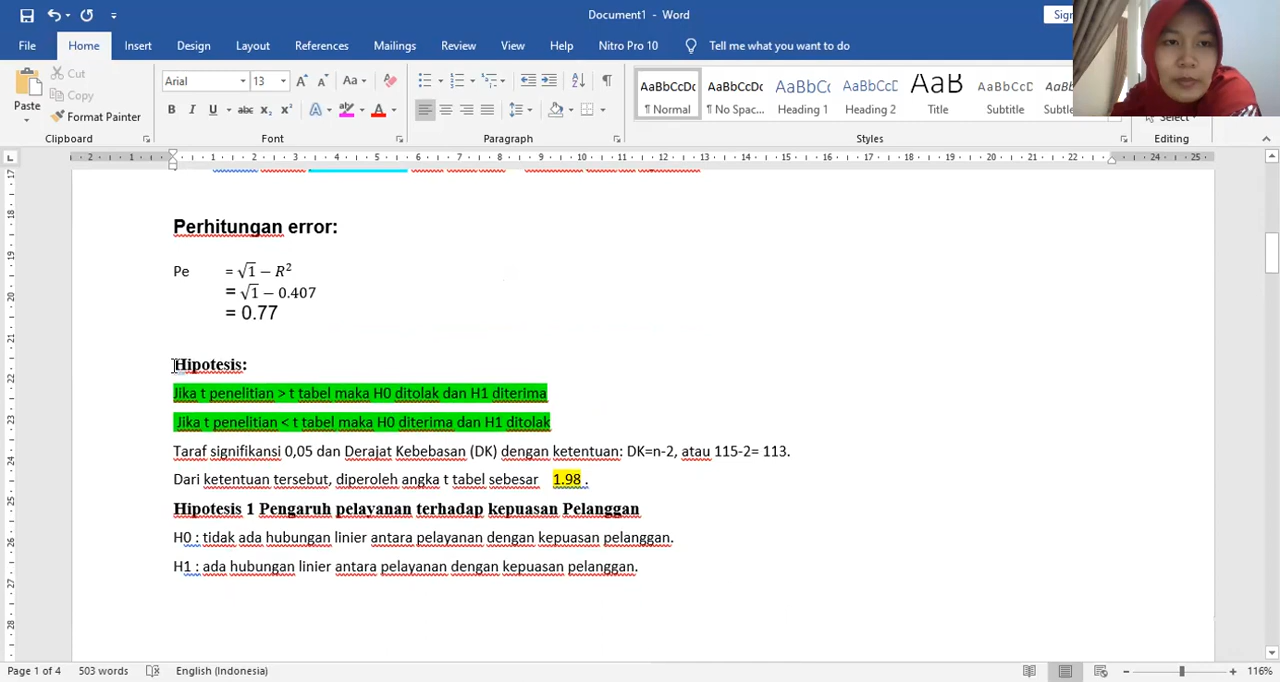 Document1 - Word
File Home Insert Design Layout References Mailings Review View Help Nitro Pro 10 Tell me what you want to do
Paste
Cut
Copy
Format Painter
Clipboard
Arial 13
Font
Paragraph
AaBbCcDc AaBbCcDc AaBbCc AaBbCcD AaB AaBbCcD
¶ Normal ¶ No Spac... Heading 1 Heading 2 Title Subtitle
Styles
Editing
Perhitungan error:
Pe = √1 − R²
= √1 − 0.407
= 0.77
Hipotesis:
Jika t penelitian > t tabel maka H0 ditolak dan H1 diterima
Jika t penelitian < t tabel maka H0 diterima dan H1 ditolak
Taraf signifikansi 0,05 dan Derajat Kebebasan (DK) dengan ketentuan: DK=n-2, atau 115-2= 113.
Dari ketentuan tersebut, diperoleh angka t tabel sebesar 1.98 .
Hipotesis 1 Pengaruh pelayanan terhadap kepuasan Pelanggan
H0 : tidak ada hubungan linier antara pelayanan dengan kepuasan pelanggan.
H1 : ada hubungan linier antara pelayanan dengan kepuasan pelanggan.
Page 1 of 4 503 words English (Indonesia) 116%